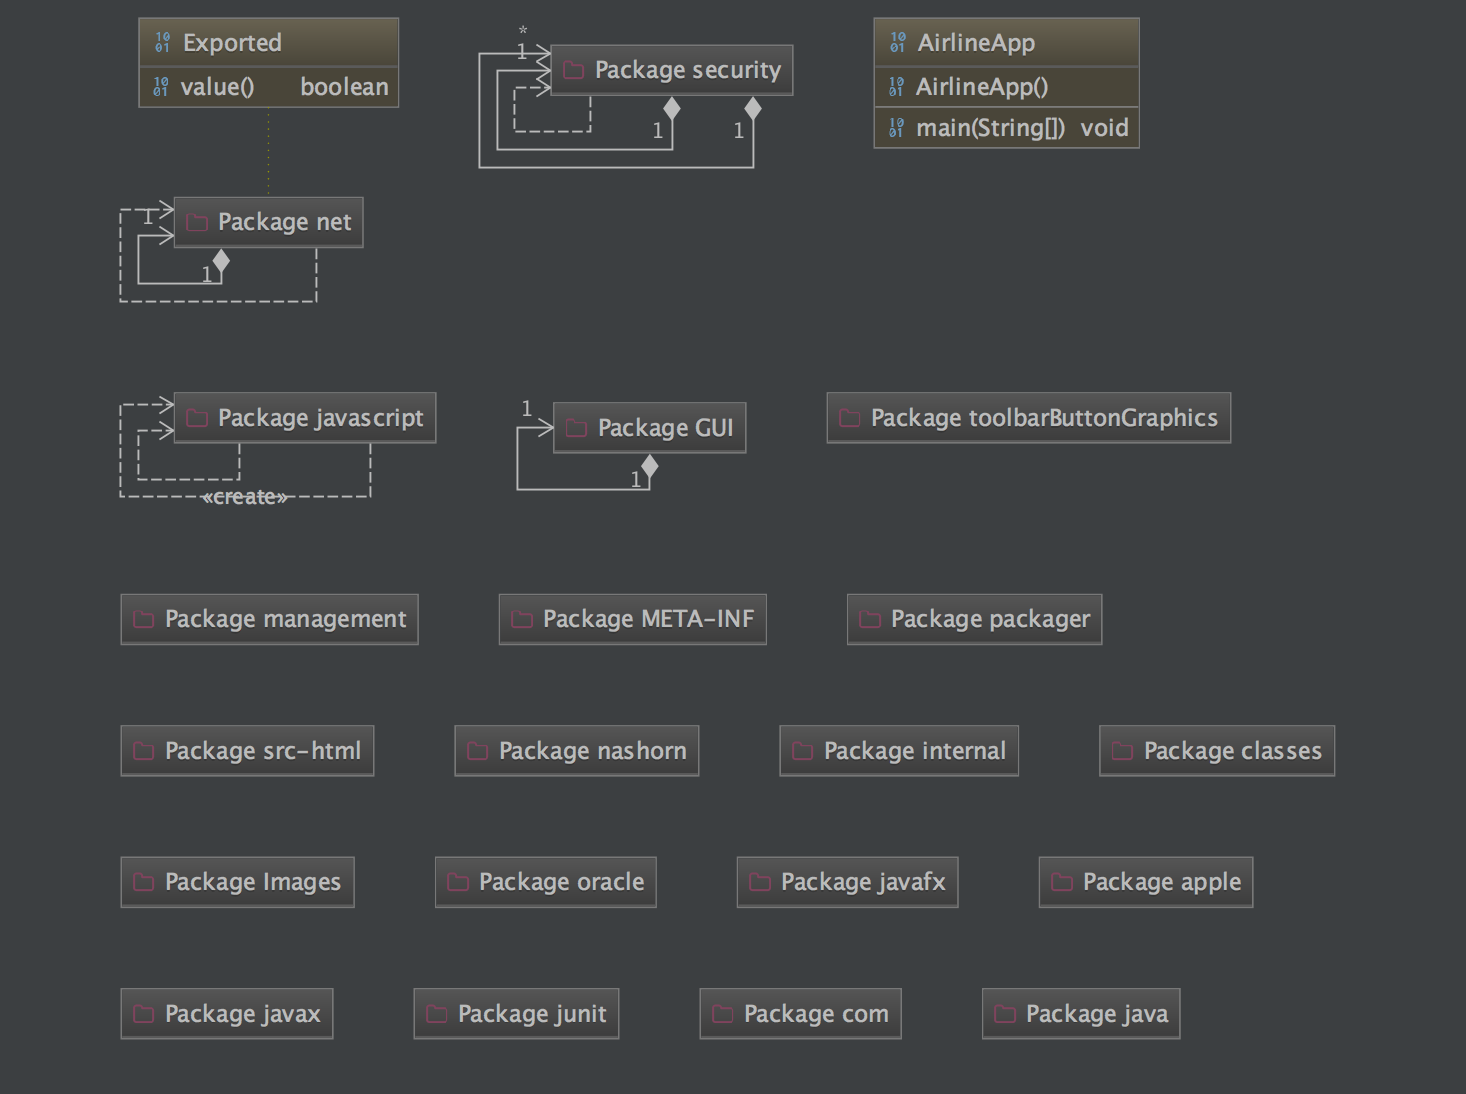 Exported
value() boolean
*
1
Package security
1 1
AirlineApp
AirlineApp()
main(String[]) void
1
Package net
1
Package javascript
«create»
1
Package GUI
1
Package toolbarButtonGraphics
Package management
Package META-INF
Package packager
Package src-html
Package nashorn
Package internal
Package classes
Package Images
Package oracle
Package javafx
Package apple
Package javax
Package junit
Package com
Package java